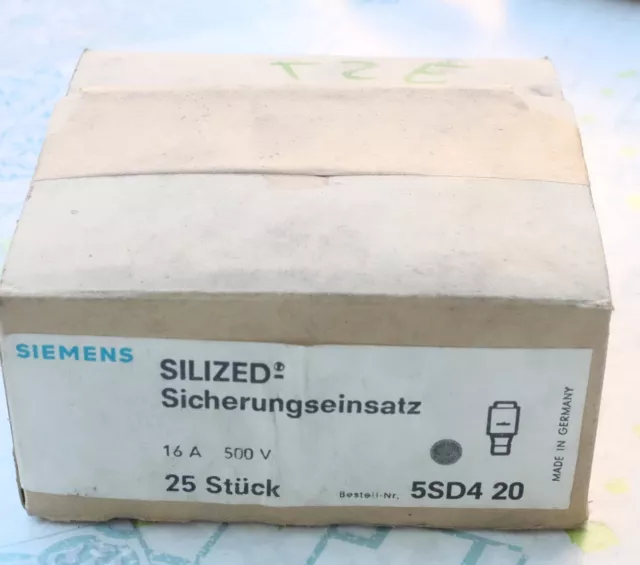 SIEMENS
SILIZED®
Sicherungseinsatz
16 A 500 V
25 Stück
Bestell-Nr. 5SD4 20
MADE IN GERMANY